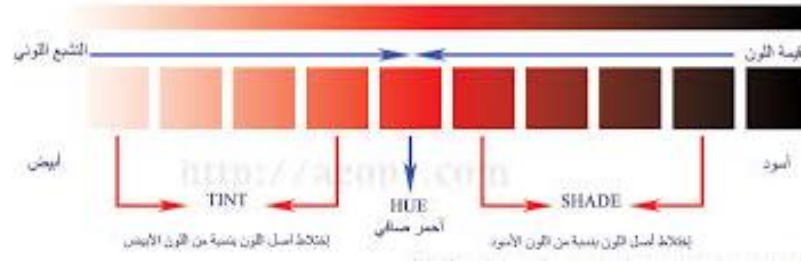 التشبع اللوني
قيمة اللون
أبيض
أسود
TINT
HUE
SHADE
أحمر صافي
إختلاط أصل اللون بنسبة من اللون الأبيض
إختلاط أصل اللون بنسبة من اللون الأسود